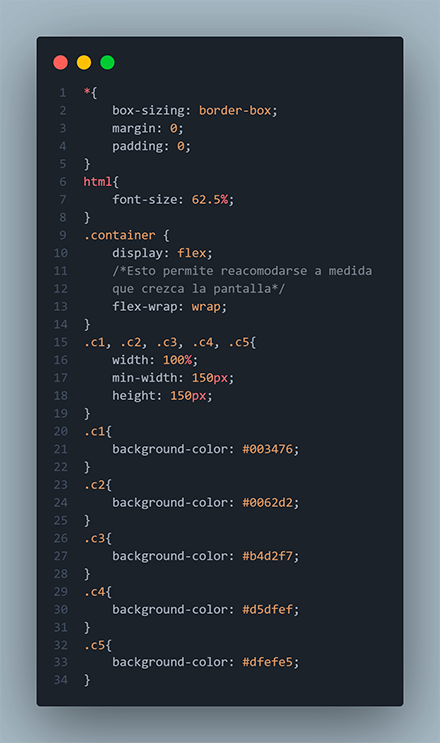 1 *{
2     box-sizing: border-box;
3     margin: 0;
4     padding: 0;
5 }
6 html{
7     font-size: 62.5%;
8 }
9 .container {
10     display: flex;
11     /*Esto permite reacomodarse a medida
12     que crezca la pantalla*/
13     flex-wrap: wrap;
14 }
15 .c1, .c2, .c3, .c4, .c5{
16     width: 100%;
17     min-width: 150px;
18     height: 150px;
19 }
20 .c1{
21     background-color: #003476;
22 }
23 .c2{
24     background-color: #0062d2;
25 }
26 .c3{
27     background-color: #b4d2f7;
28 }
29 .c4{
30     background-color: #d5dfef;
31 }
32 .c5{
33     background-color: #dfefe5;
34 }